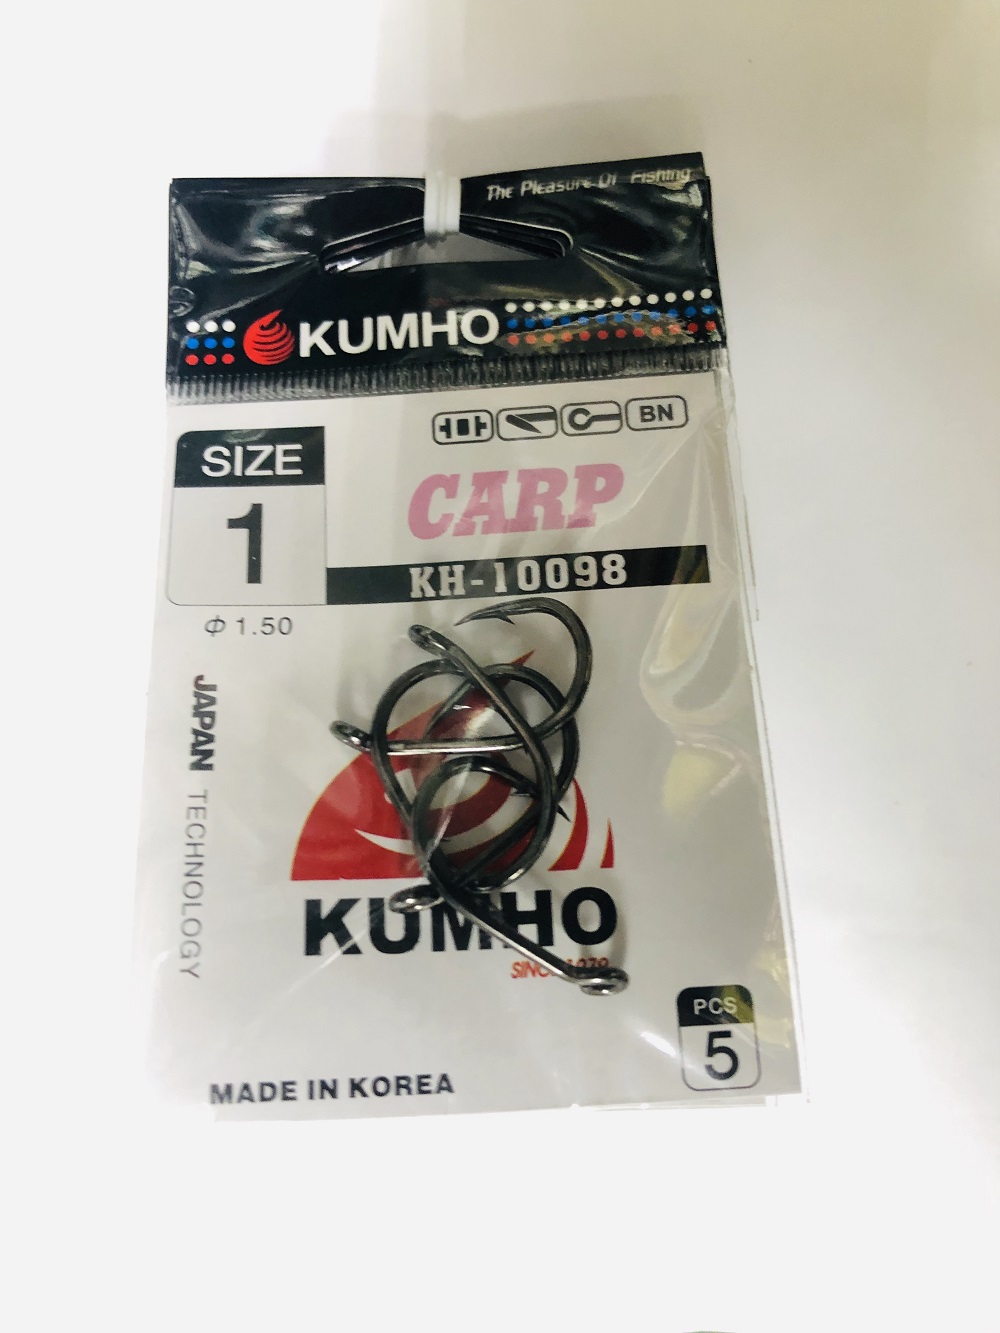 The Pleasure Of Fishing
KUMHO
BN
SIZE
1
CARP
KH-10098
Φ 1.50
JAPAN TECHNOLOGY
KUMHO
PCS
5
MADE IN KOREA